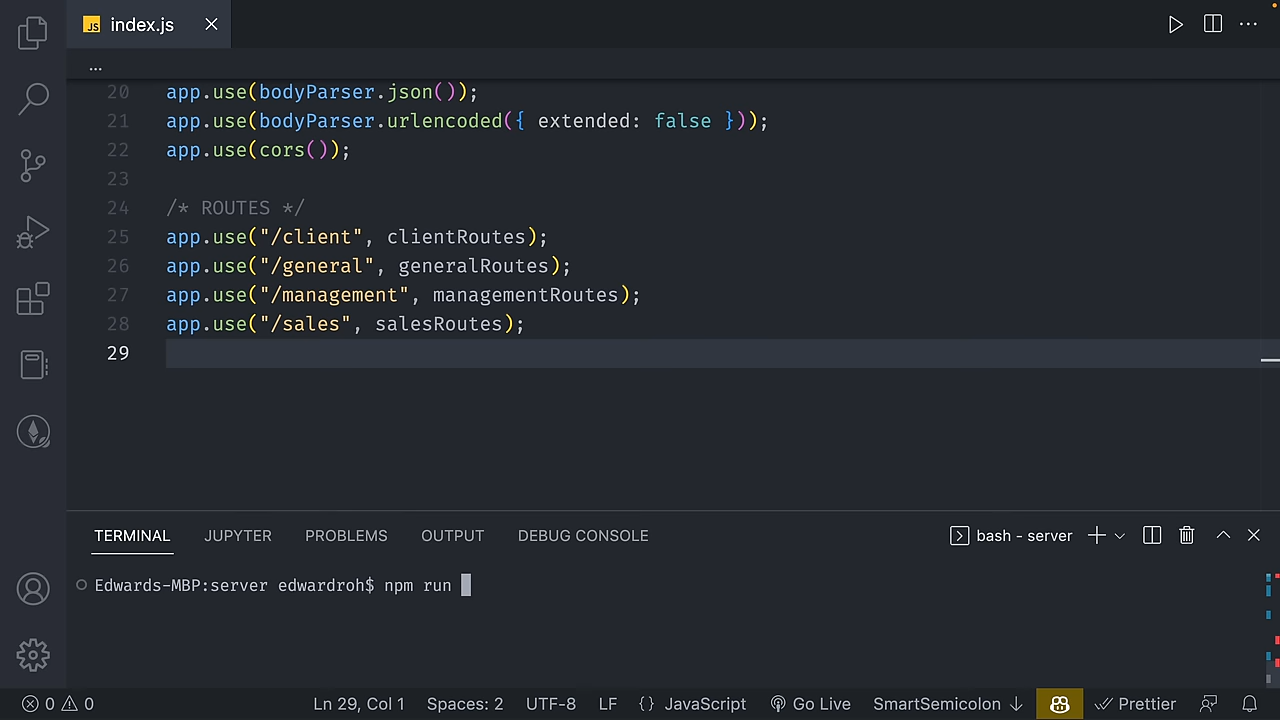 JS index.js
...
20 app.use(bodyParser.json());
21 app.use(bodyParser.urlencoded({ extended: false }));
22 app.use(cors());
23
24 /* ROUTES */
25 app.use("/client", clientRoutes);
26 app.use("/general", generalRoutes);
27 app.use("/management", managementRoutes);
28 app.use("/sales", salesRoutes);
29
TERMINAL JUPYTER PROBLEMS OUTPUT DEBUG CONSOLE bash - server
Edwards-MBP:server edwardroh$ npm run
0 0 Ln 29, Col 1 Spaces: 2 UTF-8 LF {} JavaScript Go Live SmartSemicolon ↓ Prettier